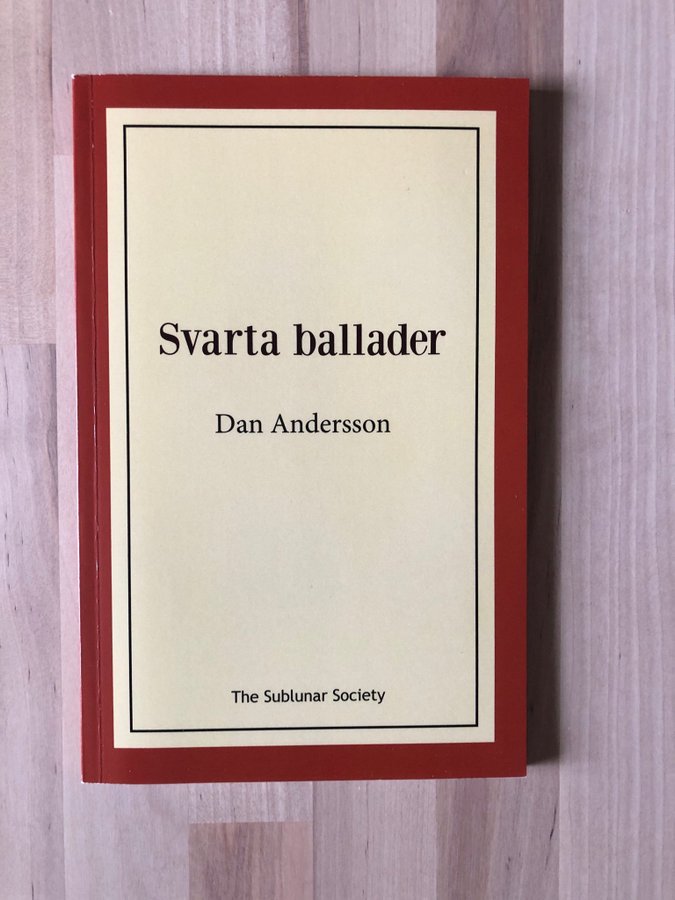 Svarta ballader
Dan Andersson
The Sublunar Society